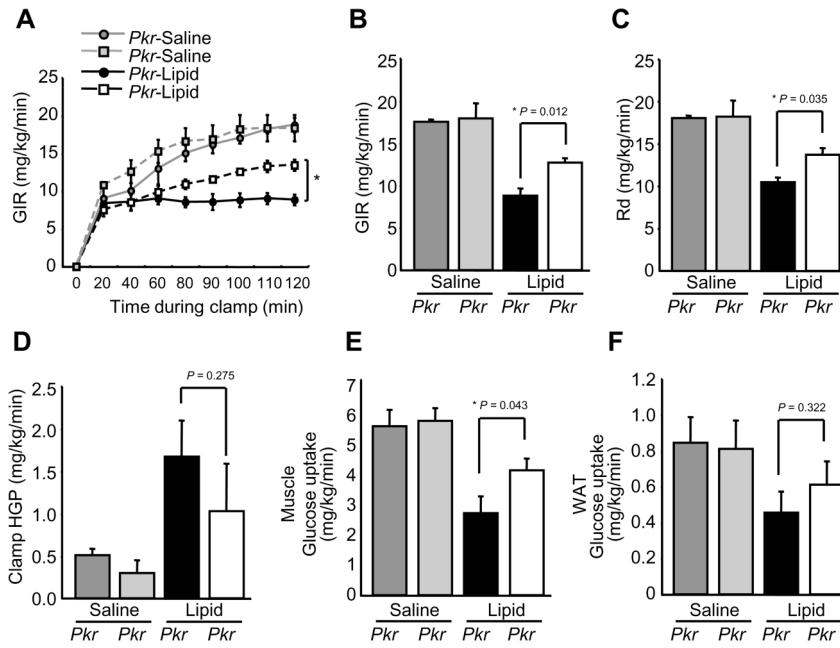 A
Pkr-Saline
Pkr-Saline
Pkr-Lipid
Pkr-Lipid
GIR (mg/kg/min)
25
20
15
10
5
0
0 20 40 60 80 90 100 110 120
Time during clamp (min)
*
B
GIR (mg/kg/min)
25
20
15
10
5
0
* P = 0.012
Saline Lipid
Pkr Pkr Pkr Pkr
C
Rd (mg/kg/min)
25
20
15
10
5
0
* P = 0.035
Saline Lipid
Pkr Pkr Pkr Pkr
D
Clamp HGP (mg/kg/min)
2.5
2.0
1.5
1.0
0.5
0.0
P = 0.275
Saline Lipid
Pkr Pkr Pkr Pkr
E
Muscle
Glucose uptake
(mg/kg/min)
7
6
5
4
3
2
1
0
* P = 0.043
Saline Lipid
Pkr Pkr Pkr Pkr
F
WAT
Glucose uptake
(mg/kg/min)
1.2
1.0
0.8
0.6
0.4
0.2
0
P = 0.322
Saline Lipid
Pkr Pkr Pkr Pkr